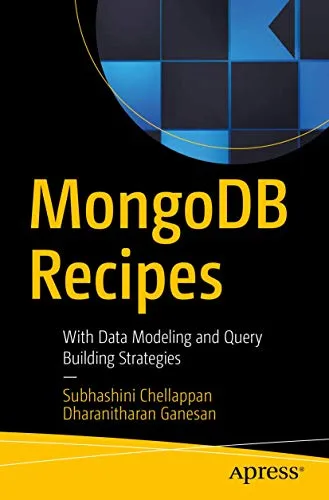 MongoDB
Recipes
With Data Modeling and Query
Building Strategies
—
Subhashini Chellappan
Dharanitharan Ganesan
Apress®